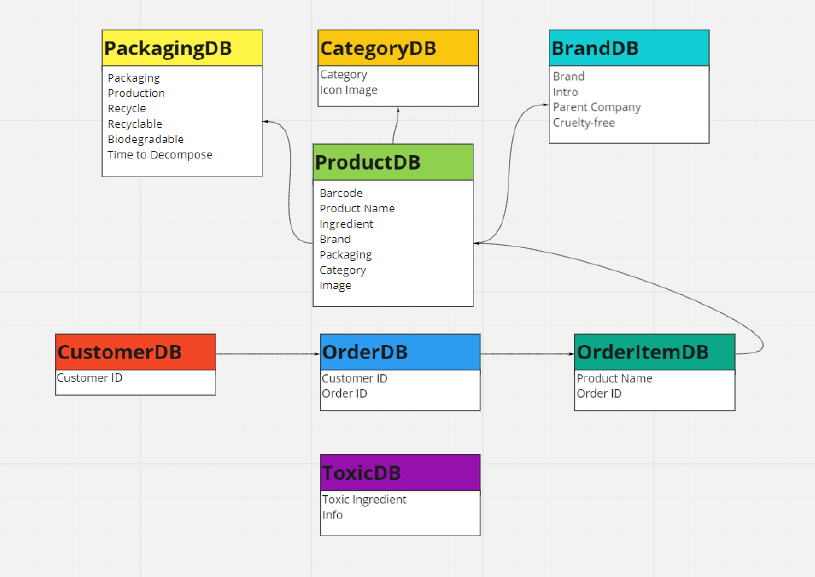 PackagingDB
Packaging
Production
Recycle
Recyclable
Biodegradable
Time to Decompose
CategoryDB
Category
Icon Image
BrandDB
Brand
Intro
Parent Company
Cruelty-free
ProductDB
Barcode
Product Name
Ingredient
Brand
Packaging
Category
Image
CustomerDB
Customer ID
OrderDB
Customer ID
Order ID
OrderItemDB
Product Name
Order ID
ToxicDB
Toxic Ingredient
Info